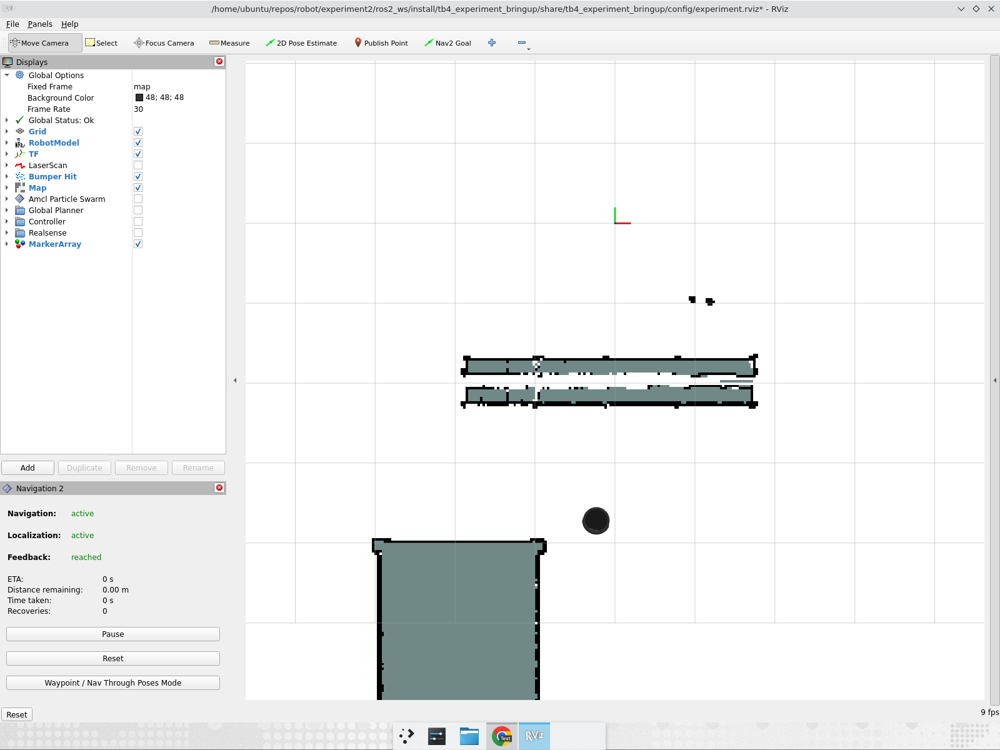 /home/ubuntu/repos/robot/experiment2/ros2_ws/install/tb4_experiment_bringup/share/tb4_experiment_bringup/config/experiment.rviz* - RViz
File Panels Help
Move Camera Select Focus Camera Measure 2D Pose Estimate Publish Point Nav2 Goal
Displays
Global Options
Fixed Frame map
Background Color 48; 48; 48
Frame Rate 30
Global Status: Ok
Grid
RobotModel
TF
LaserScan
Bumper Hit
Map
Amcl Particle Swarm
Global Planner
Controller
Realsense
MarkerArray
Add Duplicate Remove Rename
Navigation 2
Navigation: active
Localization: active
Feedback: reached
ETA: 0 s
Distance remaining: 0.00 m
Time taken: 0 s
Recoveries: 0
Pause
Reset
Waypoint / Nav Through Poses Mode
Reset
9 fps
Test
RViz